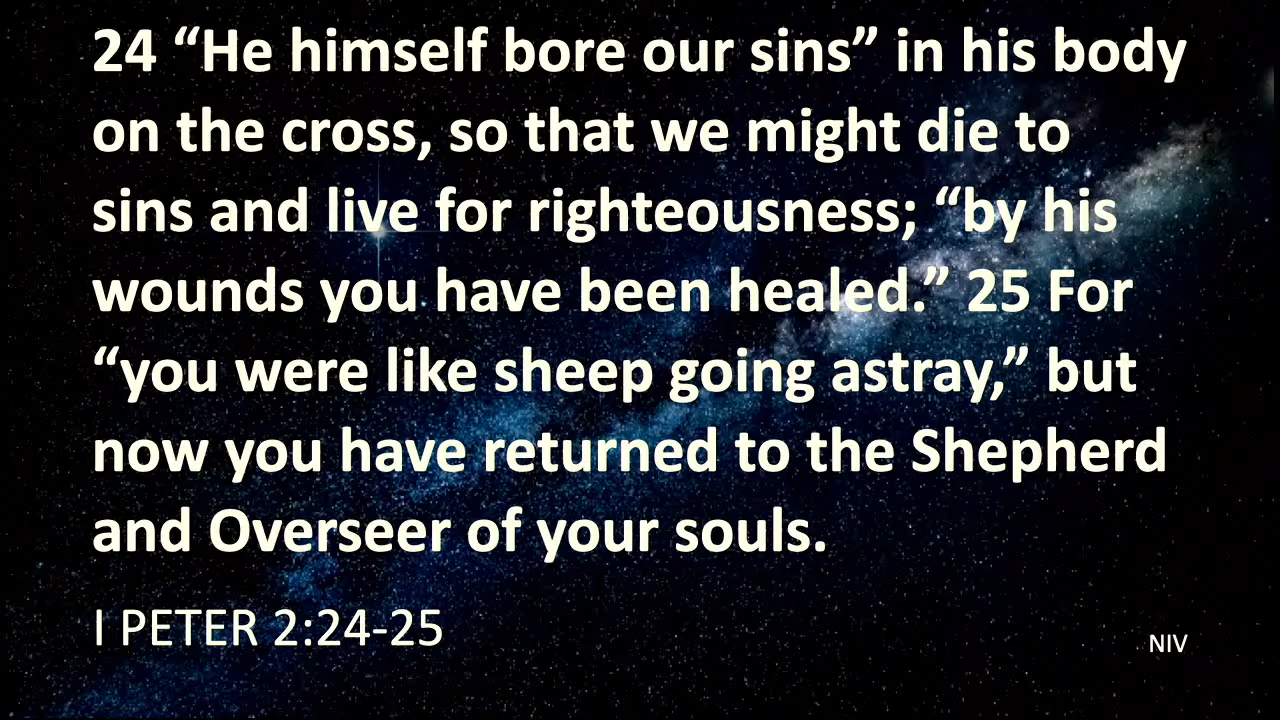 24 “He himself bore our sins” in his body
on the cross, so that we might die to
sins and live for righteousness; “by his
wounds you have been healed.” 25 For
“you were like sheep going astray,” but
now you have returned to the Shepherd
and Overseer of your souls.
I PETER 2:24-25
NIV